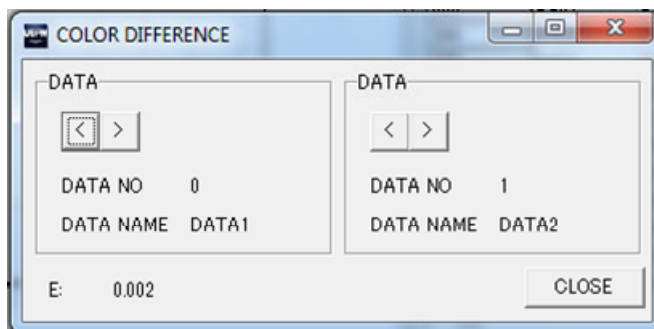 COLOR DIFFERENCE
DATA
< >
DATA NO 0
DATA NAME DATA1
DATA
< >
DATA NO 1
DATA NAME DATA2
E: 0.002
CLOSE